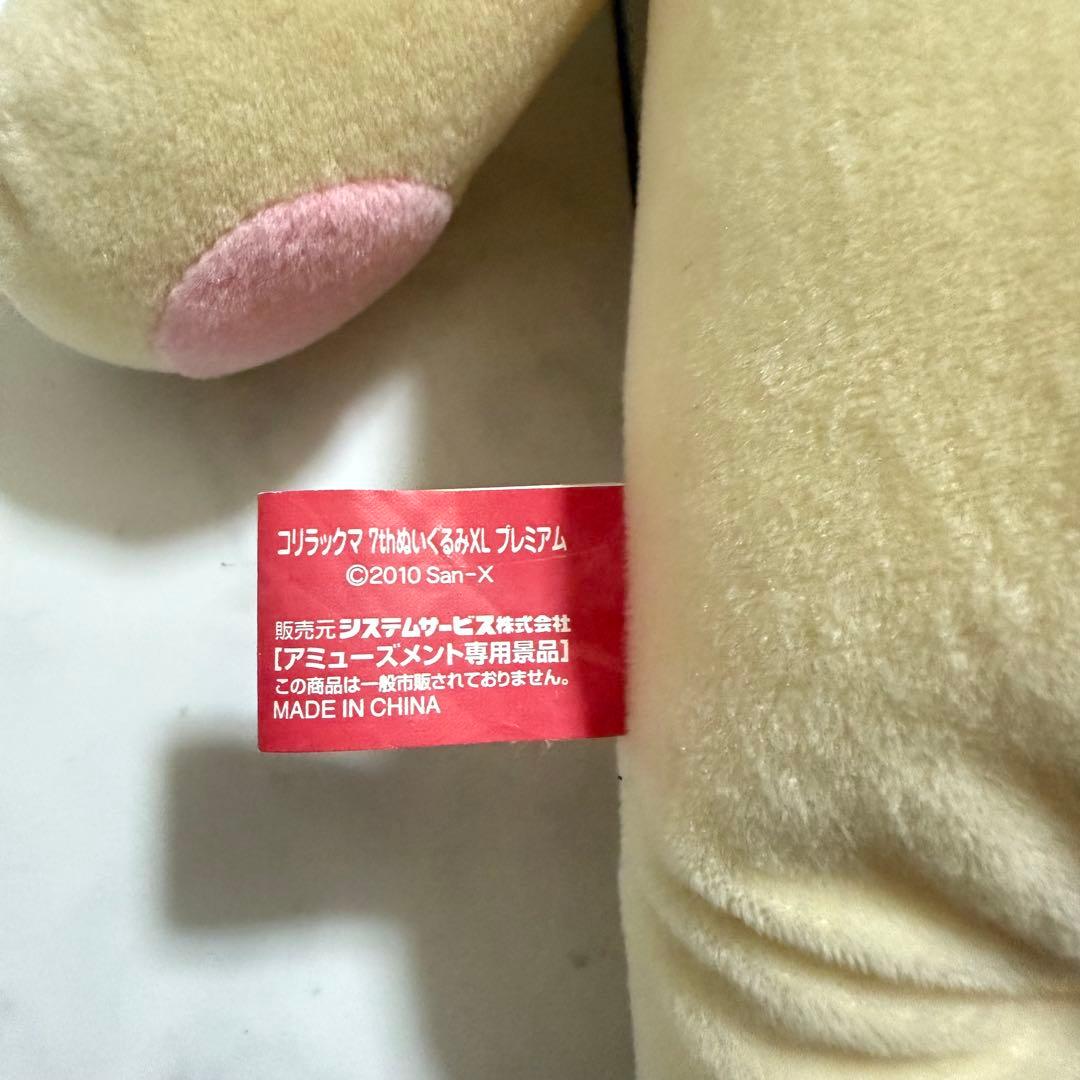 コリラックマ 7thぬいぐるみXL プレミアム
©2010 San-X
販売元 システムサービス株式会社
[アミューズメント専用景品]
この商品は一般市販されておりません。
MADE IN CHINA